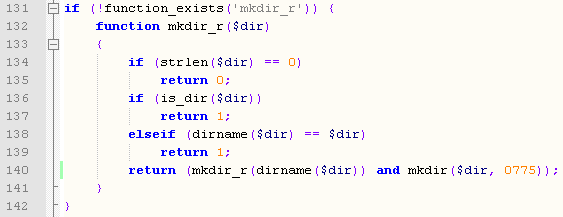 131 if (!function_exists('mkdir_r')) {
132 function mkdir_r($dir)
133 {
134 if (strlen($dir) == 0)
135 return 0;
136 if (is_dir($dir))
137 return 1;
138 elseif (dirname($dir) == $dir)
139 return 1;
140 return (mkdir_r(dirname($dir)) and mkdir($dir, 0775));
141 }
142 }